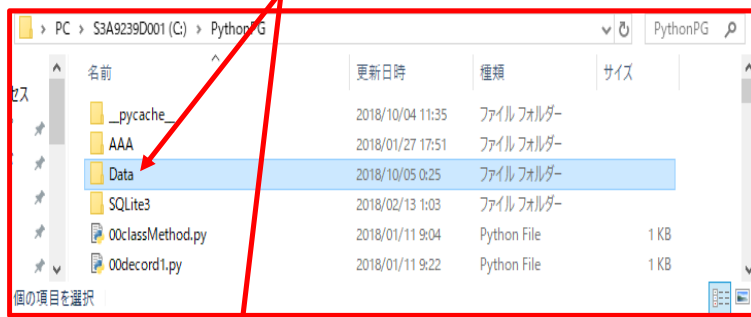 > PC > S3A9239D001 (C:) > PythonPG PythonPG
名前 更新日時 種類 サイズ
セス
__pycache__ 2018/10/04 11:35 ファイル フォルダー
AAA 2018/01/27 17:51 ファイル フォルダー
Data 2018/10/05 0:25 ファイル フォルダー
SQLite3 2018/02/13 1:03 ファイル フォルダー
00classMethod.py 2018/01/11 9:04 Python File 1 KB
00decord1.py 2018/01/11 9:22 Python File 1 KB
個の項目を選択